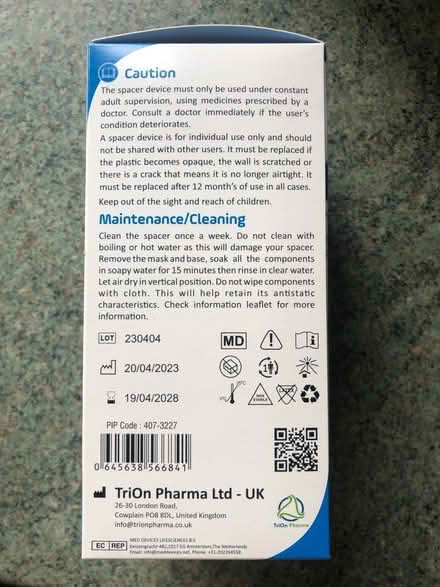 Caution
The spacer device must only be used under constant
adult supervision, using medicines prescribed by a
doctor. Consult a doctor immediately if the user's
condition deteriorates.
A spacer device is for individual use only and should
not be shared with other users. It must be replaced if
the plastic becomes opaque, the wall is scratched or
there is a crack that means it is no longer airtight. It
must be replaced after 12 month's of use in all cases.
Keep out of the sight and reach of children.
Maintenance/Cleaning
Clean the spacer once a week. Do not clean with
boiling or hot water as this will damage your spacer.
Remove the mask and base, soak all the components
in soapy water for 15 minutes then rinse in clear water.
Let air dry in vertical position. Do not wipe components
with cloth. This will help retain its antistatic
characteristics. Check information leaflet for more
information.
LOT 230404 MD
20/04/2023
19/04/2028
NON STERILE LATEX
PIP Code : 407-3227
0 645638 566841
TriOn Pharma Ltd - UK
26-30 London Road,
Cowplain PO8 8DL, United Kingdom
info@trionpharma.co.uk
TriOn Pharma
EC REP
MED DEVICES LIFESCIENCES B.V.